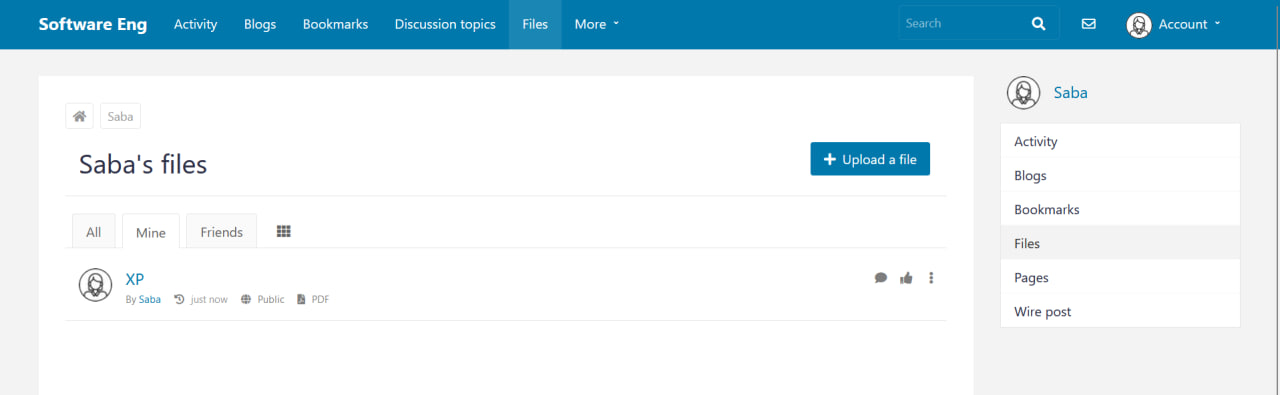 Software Eng Activity Blogs Bookmarks Discussion topics Files More Search Account
Saba
Saba's files
Upload a file
All Mine Friends
XP
By Saba just now Public PDF
Saba
Activity
Blogs
Bookmarks
Files
Pages
Wire post